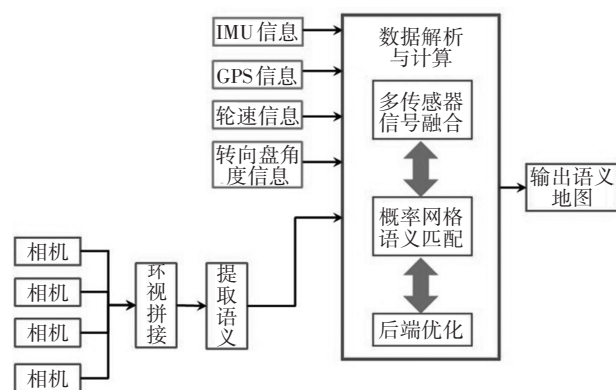 IMU信息
GPS信息
轮速信息
转向盘角
度信息
相机
相机
相机
相机
环视拼接
提取语义
数据解析
与计算
多传感器
信号融合
概率网格
语义匹配
后端优化
输出语义
地图